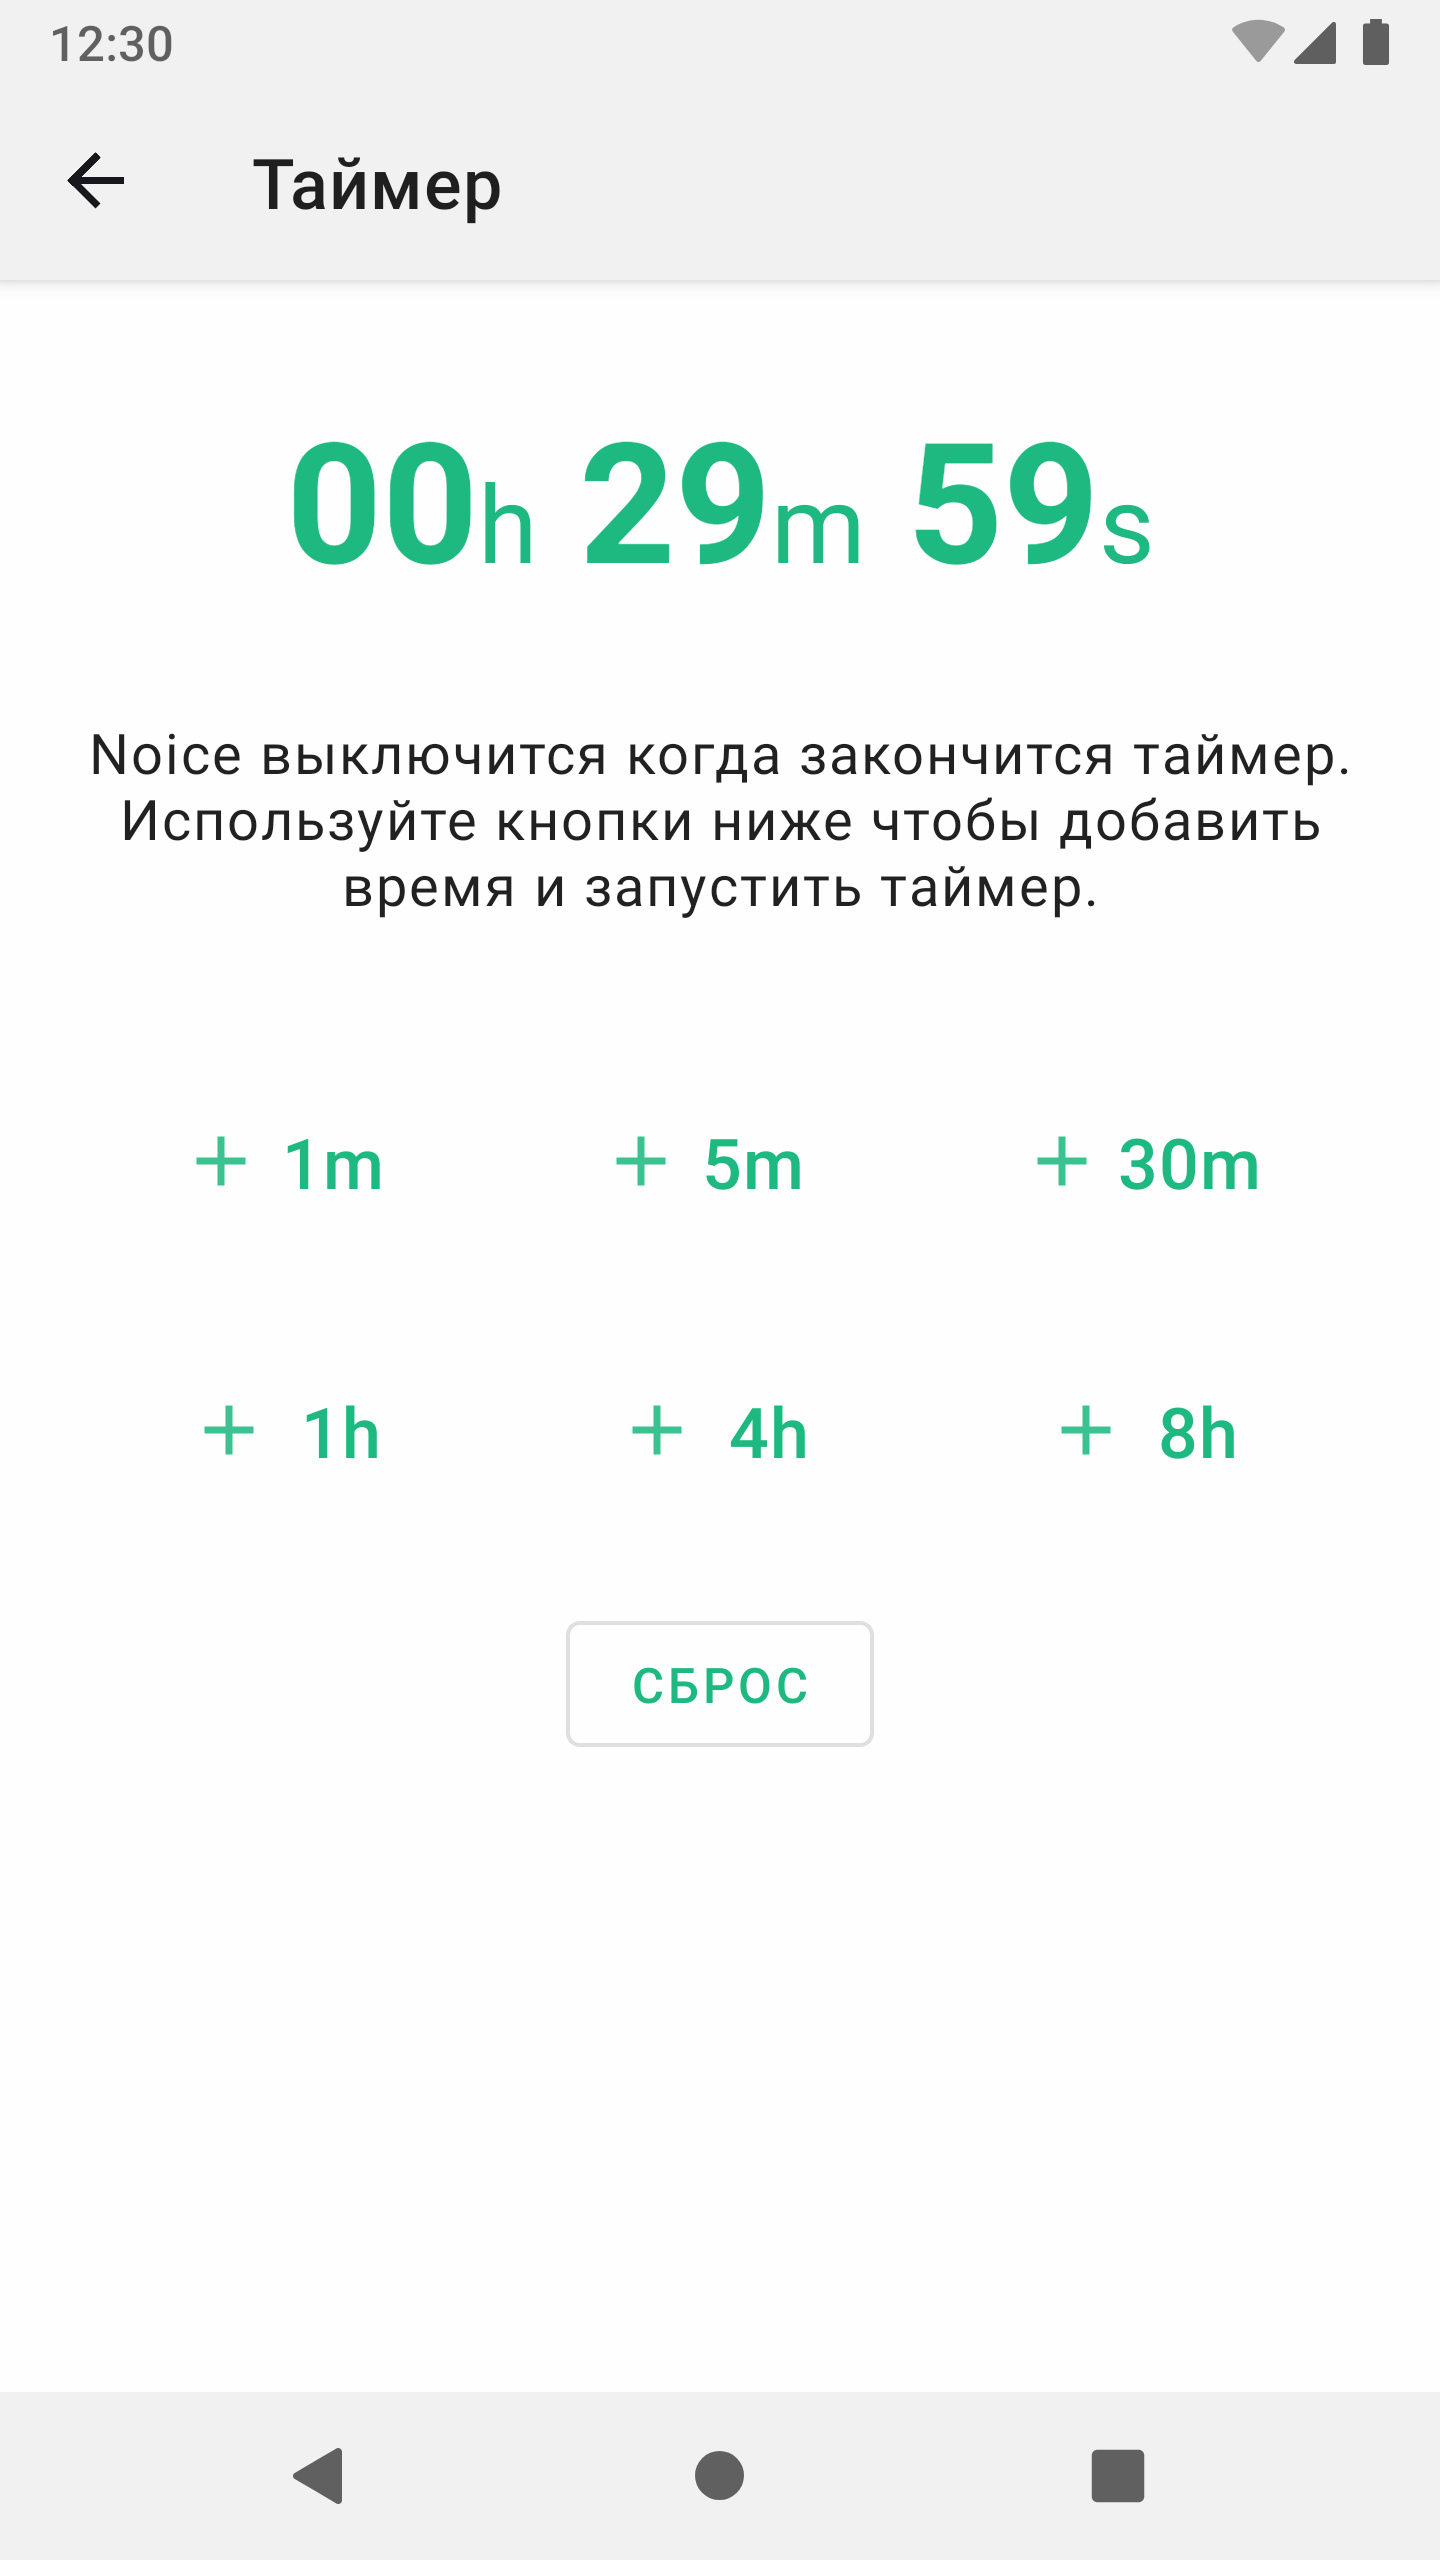 12:30
Таймер
00h 29m 59s
Noice выключится когда закончится таймер.
Используйте кнопки ниже чтобы добавить
время и запустить таймер.
+ 1m + 5m + 30m
+ 1h + 4h + 8h
СБРОС